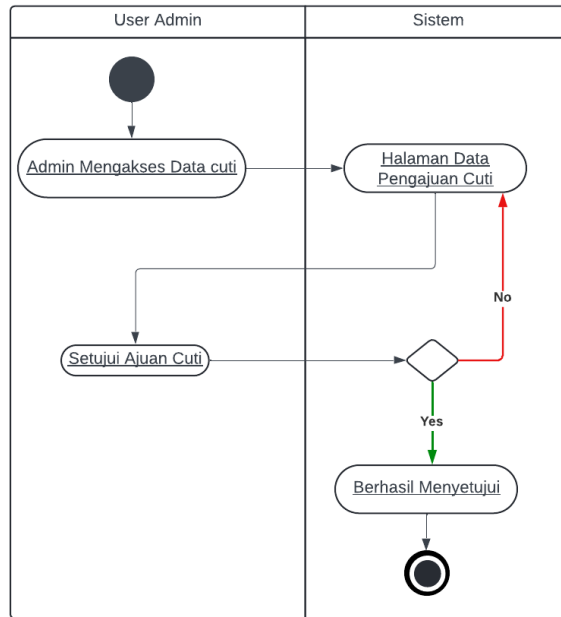 User Admin
Sistem
Admin Mengakses Data cuti
Halaman Data
Pengajuan Cuti
No
Setujui Ajuan Cuti
Yes
Berhasil Menyetujui